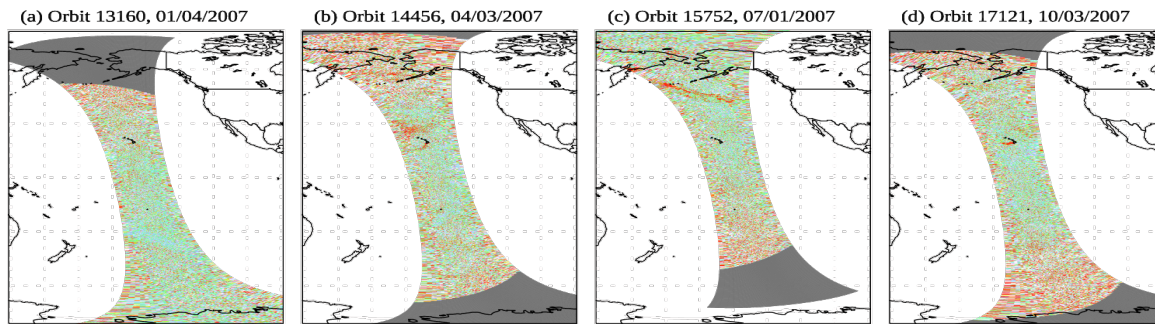 (a) Orbit 13160, 01/04/2007
(b) Orbit 14456, 04/03/2007
(c) Orbit 15752, 07/01/2007
(d) Orbit 17121, 10/03/2007